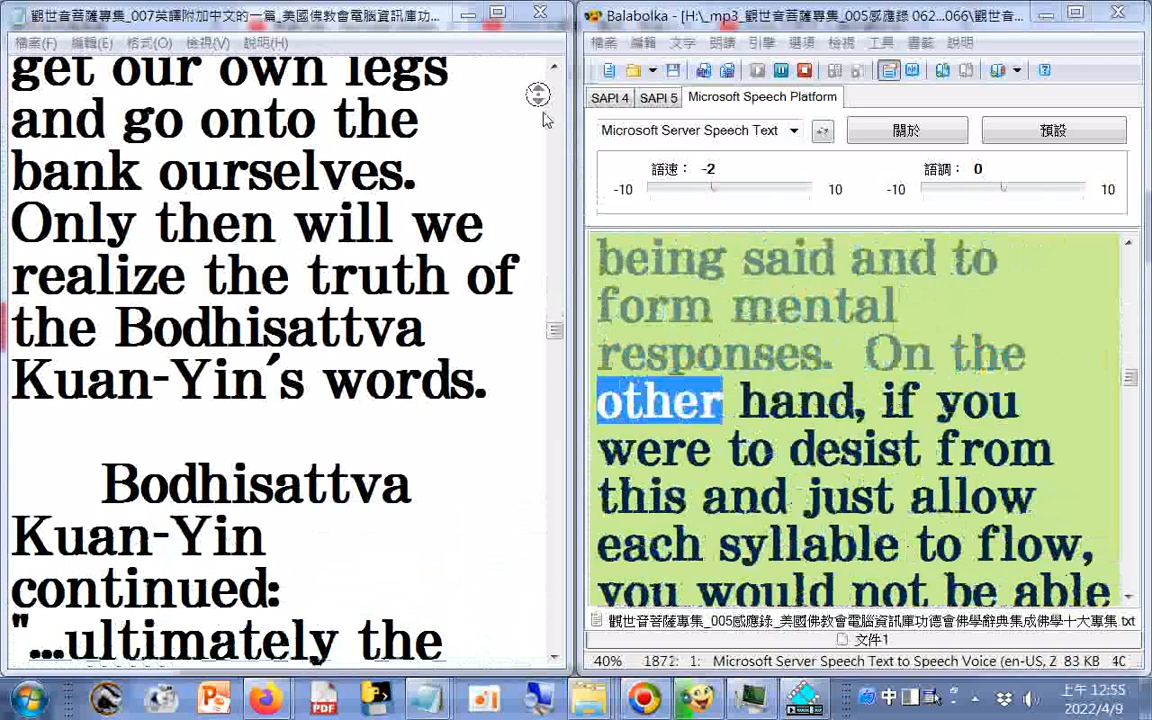 觀世音菩薩專集_007英譯附加中文的一篇_美國佛教會電腦資訊庫功...
檔案(F) 編輯(E) 格式(O) 檢視(V) 說明(H)
get our own legs
and go onto the
bank ourselves.
Only then will we
realize the truth of
the Bodhisattva
Kuan-Yin's words.
Bodhisattva
Kuan-Yin
continued:
"...ultimately the
Balabolka - [H:\_mp3_觀世音菩薩專集_005感應錄 062...066\觀世音...
檔案 編輯 文字 朗讀 引擎 選項 檢視 工具 書籤 說明
SAPI 4 SAPI 5 Microsoft Speech Platform
Microsoft Server Speech Text 關於 預設
語速： -2 語調： 0
-10 10 -10 10
being said and to
form mental
responses. On the
other hand, if you
were to desist from
this and just allow
each syllable to flow,
you would not be able
觀世音菩薩專集_005感應錄_美國佛教會電腦資訊庫功德會佛學辭典集成佛學十大專集 txt
文件1
40% 1872: 1: Microsoft Server Speech Text to Speech Voice (en-US, Z 83 KB 4C
中
上午 12:55
2022/4/9